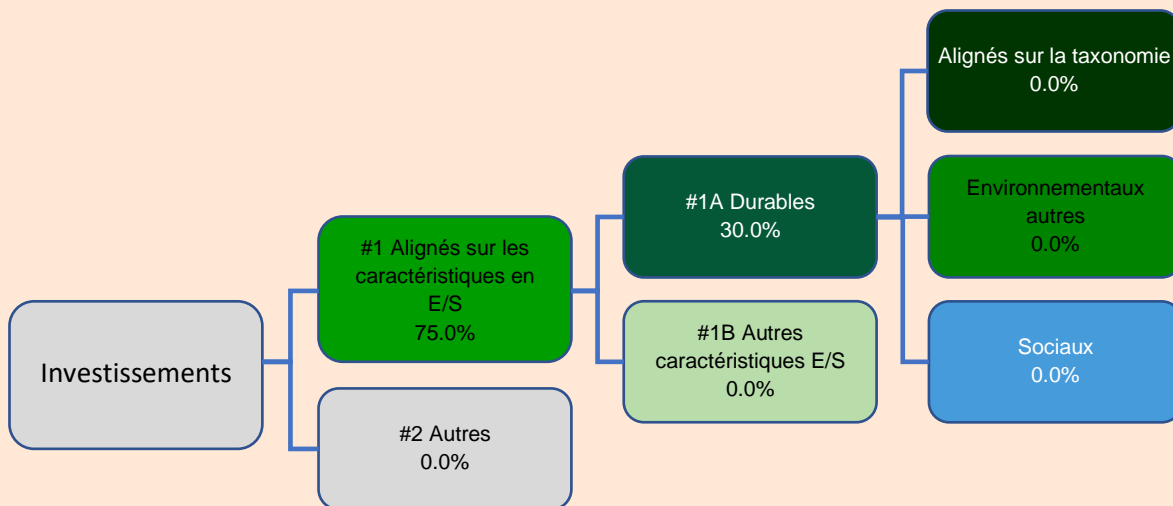 Investissements
#1 Alignés sur les
caractéristiques en
E/S
75.0%
#2 Autres
0.0%
#1A Durables
30.0%
#1B Autres
caractéristiques E/S
0.0%
Alignés sur la taxonomie
0.0%
Environnementaux
autres
0.0%
Sociaux
0.0%